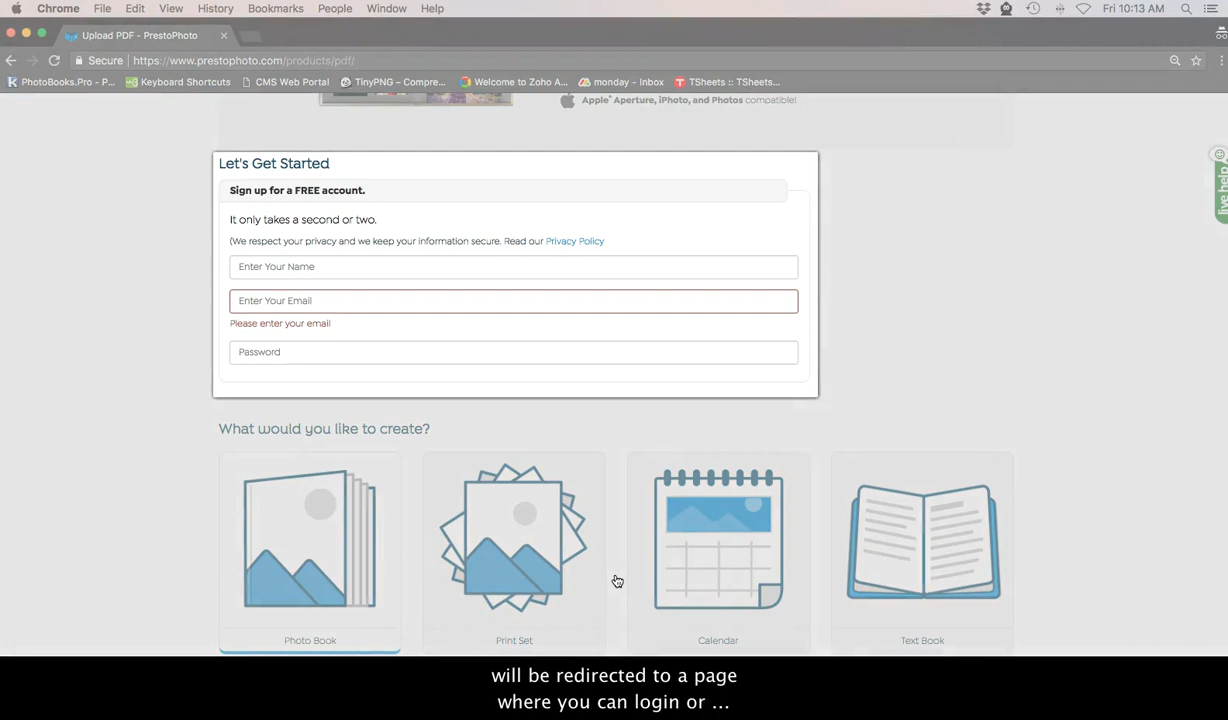 Chrome File Edit View History Bookmarks People Window Help Fri 10:13 AM
Upload PDF - PrestoPhoto
Secure https://www.prestophoto.com/products/pdf/
PhotoBooks.Pro - P... Keyboard Shortcuts CMS Web Portal TinyPNG – Compre... Welcome to Zoho A... monday - Inbox TSheets :: TSheets...
Apple® Aperture, iPhoto, and Photos compatible!
live help
Let's Get Started
Sign up for a FREE account.
It only takes a second or two.
(We respect your privacy and we keep your information secure. Read our Privacy Policy
Enter Your Name
Enter Your Email
Please enter your email
Password
What would you like to create?
Photo Book Print Set Calendar Text Book
will be redirected to a page
where you can login or ...